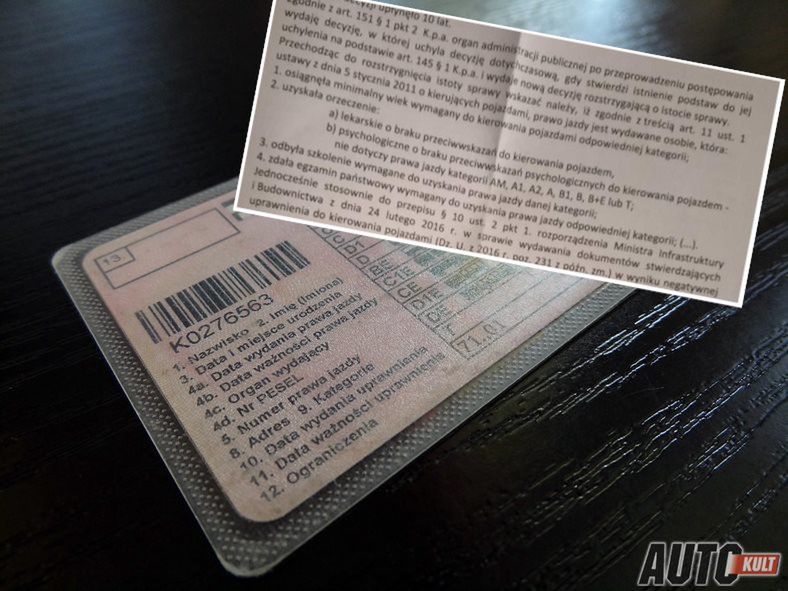 decyzji upłynęło 10 lat.
zgodnie z art. 151 § 1 pkt 2 K.p.a. organ administracji publicznej po przeprowadzeniu postępowania
wydaję decyzję, w której uchyla decyzję dotychczasową, gdy stwierdzi istnienie podstaw do jej
uchylenia na podstawie art. 145 § 1 K.p.a. i wydaje nową decyzję rozstrzygającą o istocie sprawy.
Przechodząc do rozstrzygnięcia istoty sprawy wskazać należy, iż zgodnie z treścią art. 11 ust. 1
ustawy z dnia 5 stycznia 2011 o kierujących pojazdami, prawo jazdy jest wydawane osobie, która:
1. osiągnęła minimalny wiek wymagany do kierowania pojazdami odpowiedniej kategorii;
2. uzyskała orzeczenie:
a) lekarskie o braku przeciwwskazań do kierowania pojazdem,
b) psychologiczne o braku przeciwwskazań psychologicznych do kierowania pojazdem -
nie dotyczy prawa jazdy kategorii AM, A1, A2, A, B1, B, B+E lub T;
3. odbyła szkolenie wymagane do uzyskania prawa jazdy danej kategorii;
4. zdała egzamin państwowy wymagany do uzyskania prawa jazdy odpowiedniej kategorii; (...).
Jednocześnie stosownie do przepisu § 10 ust. 2 pkt 1. rozporządzenia Ministra Infrastruktury
i Budownictwa z dnia 24 lutego 2016 r. w sprawie wydawania dokumentów stwierdzających
uprawnienia do kierowania pojazdami (Dz. U. z 2016 r. poz. 231 z późn. zm.) w wyniku negatywnej
13
K0276563
1. Nazwisko 2. Imię (Imiona)
3. Data i miejsce urodzenia
4a. Data wydania prawa jazdy
4b. Data ważności prawa jazdy
4c. Organ wydający
4d. Nr PESEL
5. Numer prawa jazdy
8. Adres 9. Kategorie
10. Data wydania uprawnienia
11. Data ważności uprawnienia
12. Ograniczenia
C
D1
D
BE
C1E
CE
D1E
DE
T
71.01
AUTO KULT